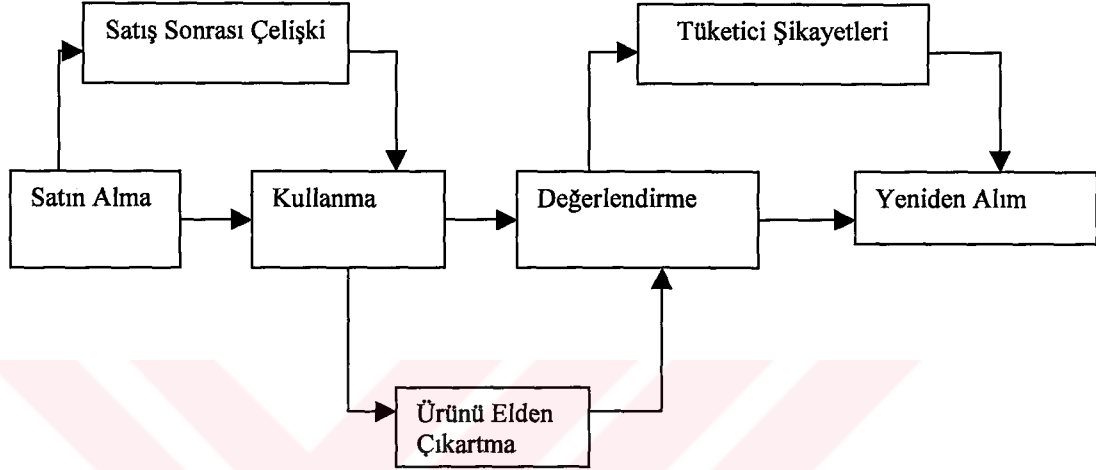 Satış Sonrası Çelişki
Tüketici Şikayetleri
Satın Alma
Kullanma
Değerlendirme
Yeniden Alım
Ürünü Elden
Çıkartma